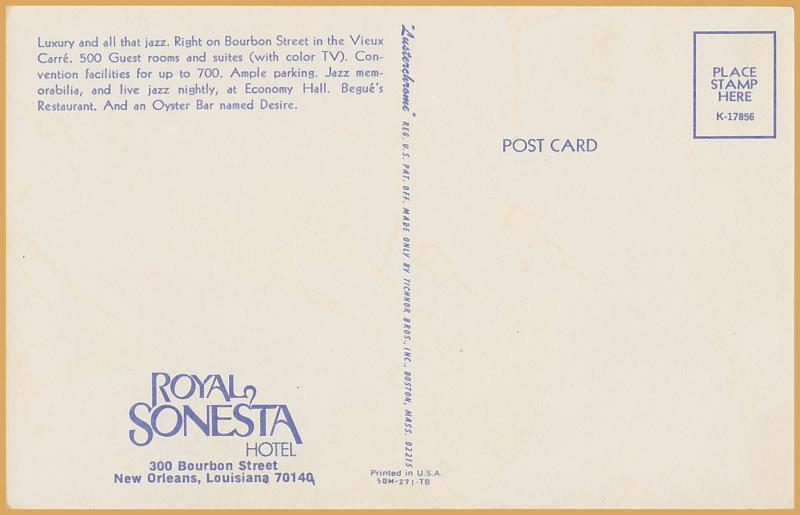 Luxury and all that jazz. Right on Bourbon Street in the Vieux
Carré. 500 Guest rooms and suites (with color TV). Con-
vention facilities for up to 700. Ample parking. Jazz mem-
orabilia, and live jazz nightly, at Economy Hall. Begué's
Restaurant. And an Oyster Bar named Desire.
ROYAL
SONESTA
HOTEL
300 Bourbon Street
New Orleans, Louisiana 70140
"Lusterchrome" REG. U.S. PAT. OFF. MADE ONLY BY TICHNOR BROS., INC., BOSTON, MASS. 02215
Printed in U.S.A.
50M-271-TB
POST CARD
PLACE
STAMP
HERE
K-17856